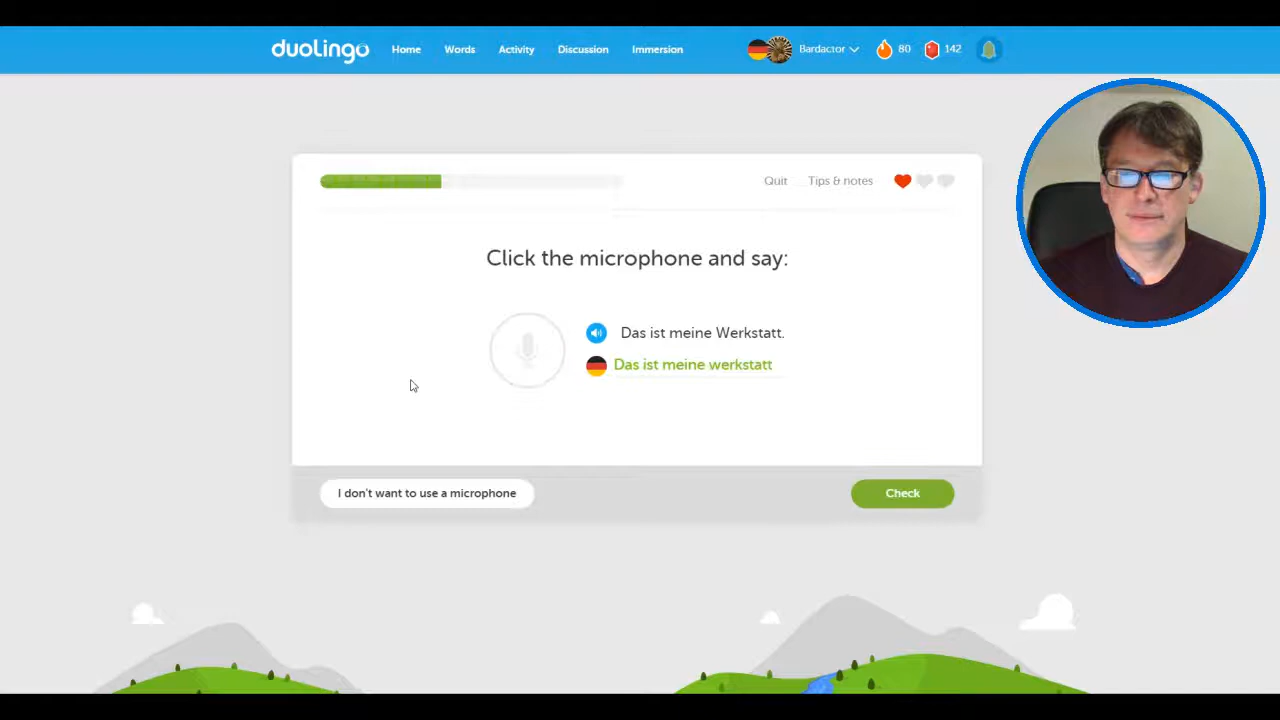 duolingo Home Words Activity Discussion Immersion Bardactor 80 142
Quit Tips & notes
Click the microphone and say:
Das ist meine Werkstatt.
Das ist meine werkstatt
I don't want to use a microphone Check